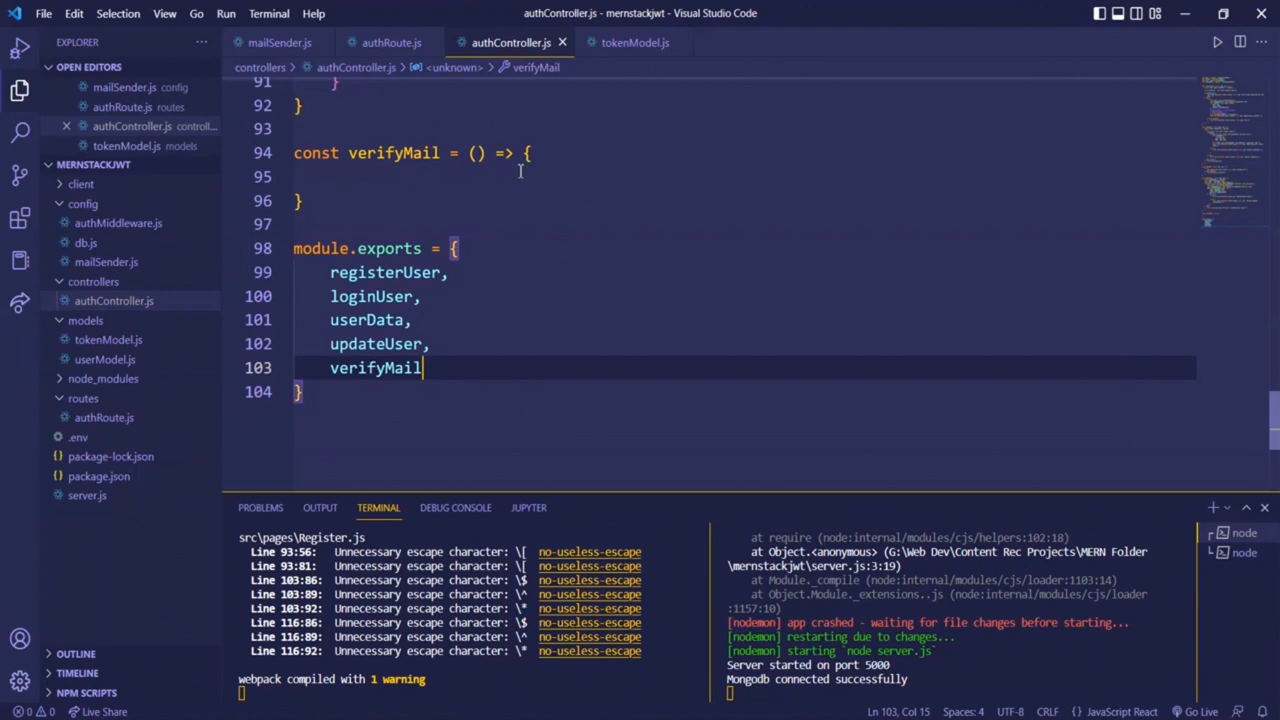 File Edit Selection View Go Run Terminal Help
authController.js - mernstackjwt - Visual Studio Code
EXPLORER
mailSender.js authRoute.js authController.js tokenModel.js
controllers > authController.js > <unknown> > verifyMail
OPEN EDITORS
mailSender.js config
authRoute.js routes
authController.js controll...
tokenModel.js models
MERNSTACKJWT
client
config
authMiddleware.js
db.js
mailSender.js
controllers
authController.js
models
tokenModel.js
userModel.js
node_modules
routes
authRoute.js
.env
package-lock.json
package.json
server.js
OUTLINE
TIMELINE
NPM SCRIPTS
91 }
92 }
93
94 const verifyMail = () => {
95
96 }
97
98 module.exports = {
99 registerUser,
100 loginUser,
101 userData,
102 updateUser,
103 verifyMail
104 }
PROBLEMS OUTPUT TERMINAL DEBUG CONSOLE JUPYTER
src\pages\Register.js
Line 93:56: Unnecessary escape character: \[ no-useless-escape
Line 93:81: Unnecessary escape character: \[ no-useless-escape
Line 103:86: Unnecessary escape character: \$ no-useless-escape
Line 103:89: Unnecessary escape character: \^ no-useless-escape
Line 103:92: Unnecessary escape character: \* no-useless-escape
Line 116:86: Unnecessary escape character: \$ no-useless-escape
Line 116:89: Unnecessary escape character: \^ no-useless-escape
Line 116:92: Unnecessary escape character: \* no-useless-escape
webpack compiled with 1 warning
at require (node:internal/modules/cjs/helpers:102:18)
at Object.<anonymous> (G:\Web Dev\Content Rec Projects\MERN Folder
\mernstackjwt\server.js:3:19)
at Module._compile (node:internal/modules/cjs/loader:1103:14)
at Object.Module._extensions..js (node:internal/modules/cjs/loader
:1157:10)
[nodemon] app crashed - waiting for file changes before starting...
[nodemon] restarting due to changes...
[nodemon] starting `node server.js`
Server started on port 5000
Mongodb connected successfully
node
node
0 0 Live Share
Ln 103, Col 15 Spaces: 4 UTF-8 CRLF {} JavaScript React Go Live